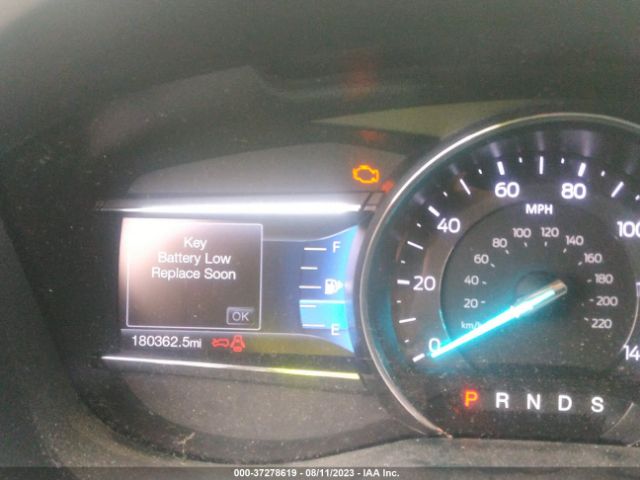 Key
Battery Low
Replace Soon
OK
F
E
180362.5mi
MPH
0
20
40
60
80
100
14
km/h
20
40
60
80
100
120
140
160
180
200
220
P R N D S
000-37278619 - 08/11/2023 - IAA Inc.